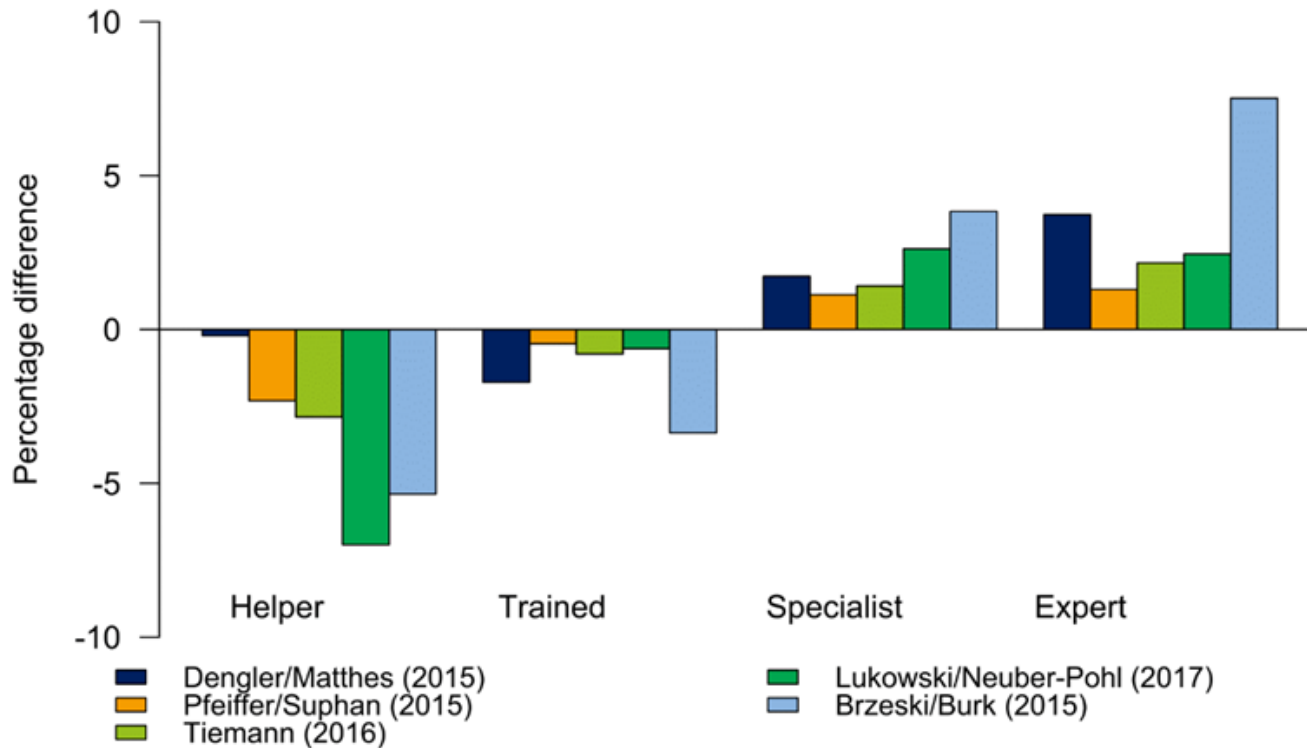 10
5
0
-5
-10
Percentage difference
Helper
Trained
Specialist
Expert
Dengler/Matthes (2015)
Pfeiffer/Suphan (2015)
Tiemann (2016)
Lukowski/Neuber-Pohl (2017)
Brzeski/Burk (2015)